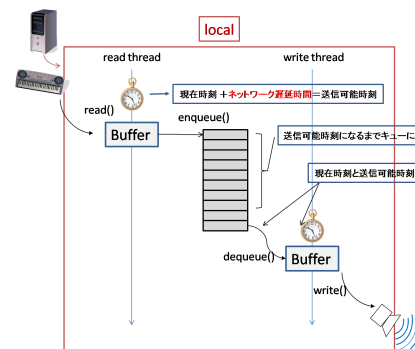 local
read thread
write thread
現在時刻＋ネットワーク遅延時間＝送信可能時刻
read()
enqueue()
Buffer
送信可能時刻になるまでキューに
現在時刻と送信可能時刻
dequeue()
Buffer
write()